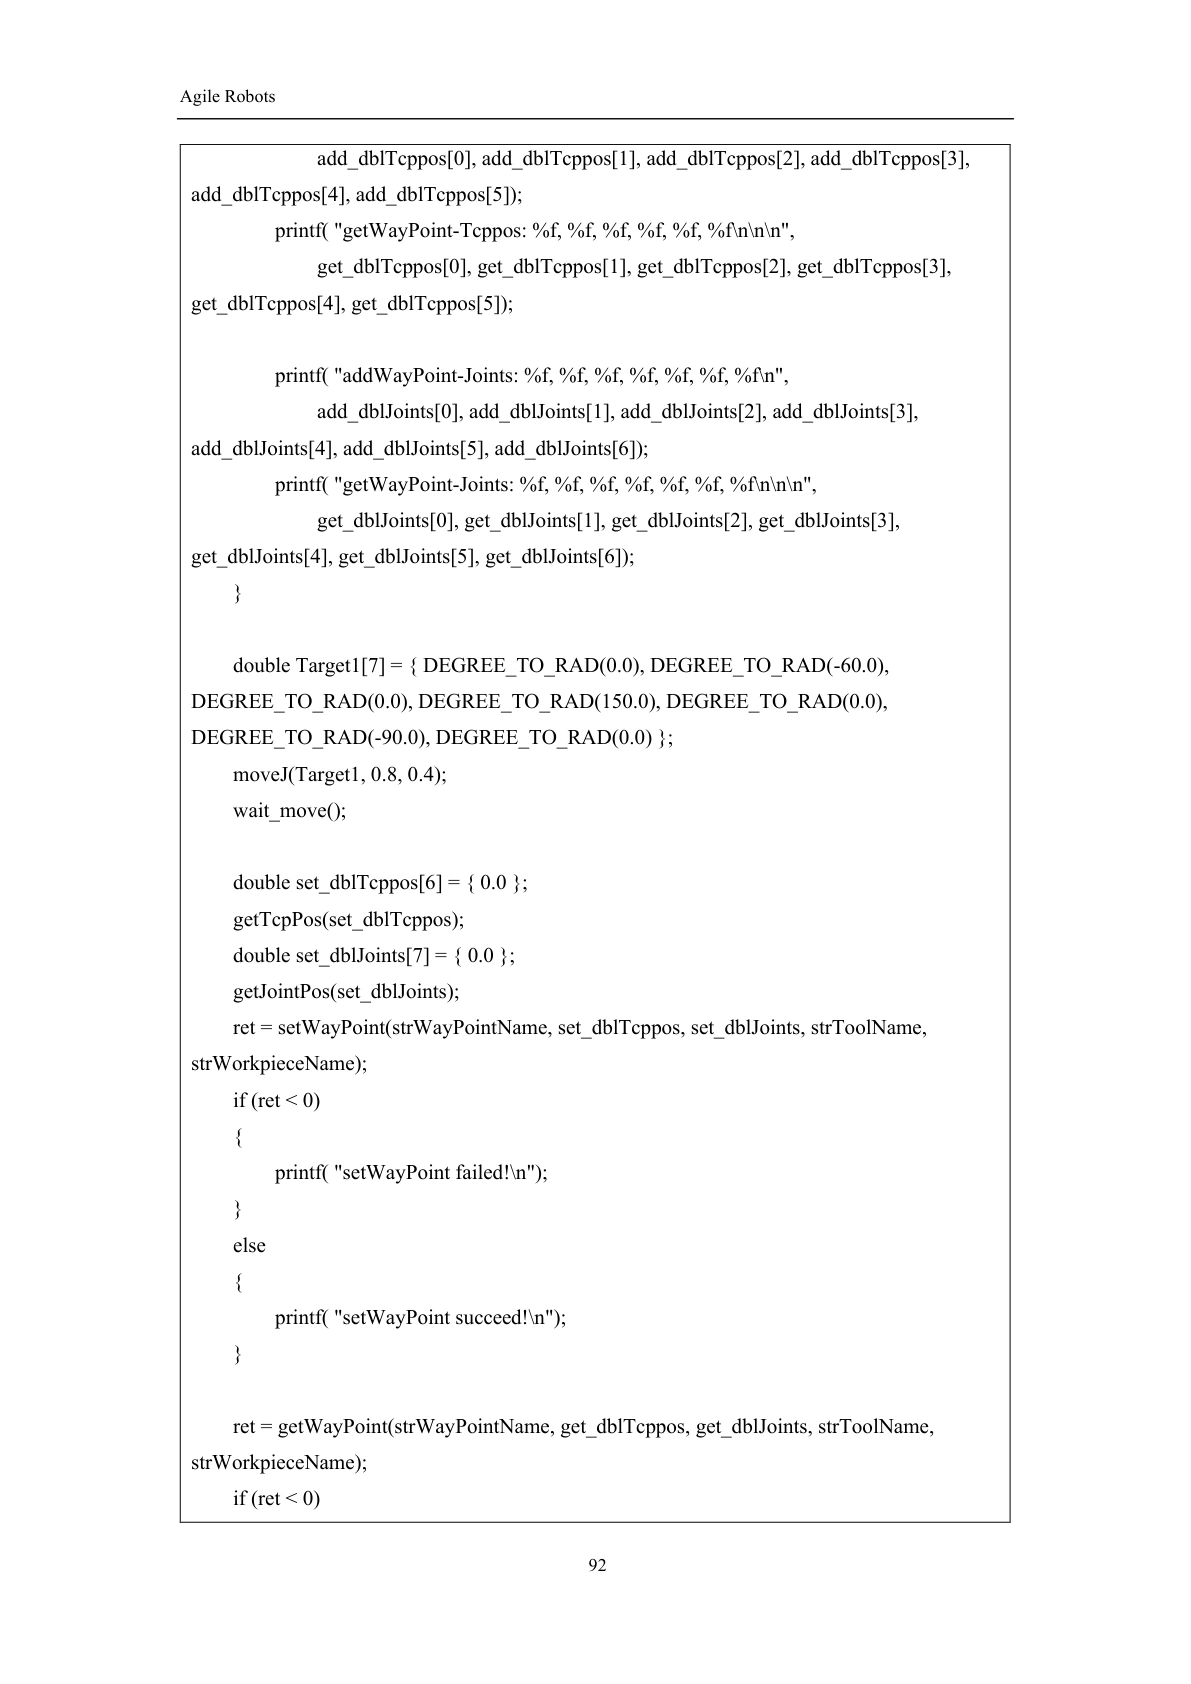 Agile Robots
add_dblTcppos[0], add_dblTcppos[1], add_dblTcppos[2], add_dblTcppos[3],
add_dblTcppos[4], add_dblTcppos[5]);
printf( "getWayPoint-Tcppos: %f, %f, %f, %f, %f, %f\n\n\n",
get_dblTcppos[0], get_dblTcppos[1], get_dblTcppos[2], get_dblTcppos[3],
get_dblTcppos[4], get_dblTcppos[5]);
printf( "addWayPoint-Joints: %f, %f, %f, %f, %f, %f, %f\n",
add_dblJoints[0], add_dblJoints[1], add_dblJoints[2], add_dblJoints[3],
add_dblJoints[4], add_dblJoints[5], add_dblJoints[6]);
printf( "getWayPoint-Joints: %f, %f, %f, %f, %f, %f, %f\n\n\n",
get_dblJoints[0], get_dblJoints[1], get_dblJoints[2], get_dblJoints[3],
get_dblJoints[4], get_dblJoints[5], get_dblJoints[6]);
}
double Target1[7] = { DEGREE_TO_RAD(0.0), DEGREE_TO_RAD(-60.0),
DEGREE_TO_RAD(0.0), DEGREE_TO_RAD(150.0), DEGREE_TO_RAD(0.0),
DEGREE_TO_RAD(-90.0), DEGREE_TO_RAD(0.0) };
moveJ(Target1, 0.8, 0.4);
wait_move();
double set_dblTcppos[6] = { 0.0 };
getTcpPos(set_dblTcppos);
double set_dblJoints[7] = { 0.0 };
getJointPos(set_dblJoints);
ret = setWayPoint(strWayPointName, set_dblTcppos, set_dblJoints, strToolName,
strWorkpieceName);
if (ret < 0)
{
printf( "setWayPoint failed!\n");
}
else
{
printf( "setWayPoint succeed!\n");
}
ret = getWayPoint(strWayPointName, get_dblTcppos, get_dblJoints, strToolName,
strWorkpieceName);
if (ret < 0)
92